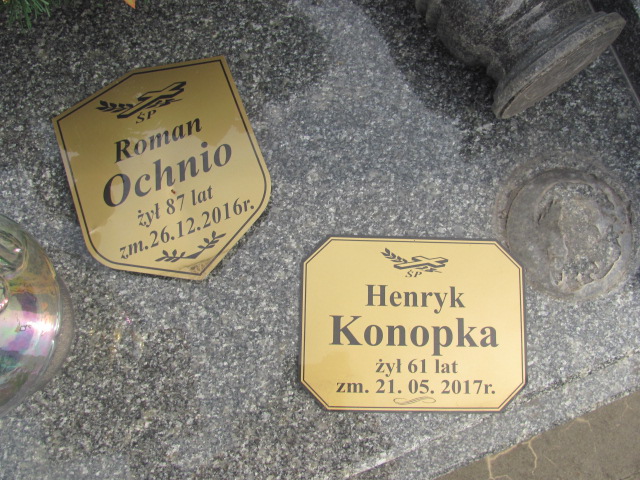 ŚP
Roman
Ochnio
żył 87 lat
zm.26.12.2016r.
ŚP
Henryk
Konopka
żył 61 lat
zm. 21. 05. 2017r.